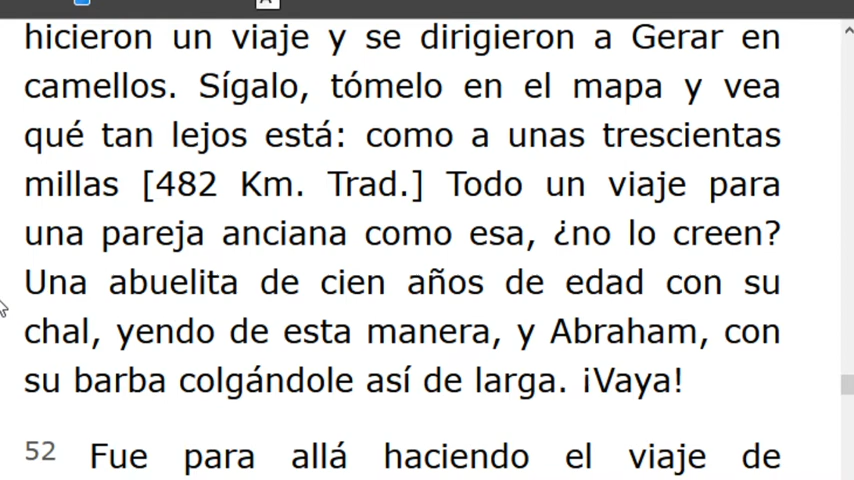 hicieron un viaje y se dirigieron a Gerar en
camellos. Sígalo, tómelo en el mapa y vea
qué tan lejos está: como a unas trescientas
millas [482 Km. Trad.] Todo un viaje para
una pareja anciana como esa, ¿no lo creen?
Una abuelita de cien años de edad con su
chal, yendo de esta manera, y Abraham, con
su barba colgándole así de larga. ¡Vaya!
52 Fue para allá haciendo el viaje de